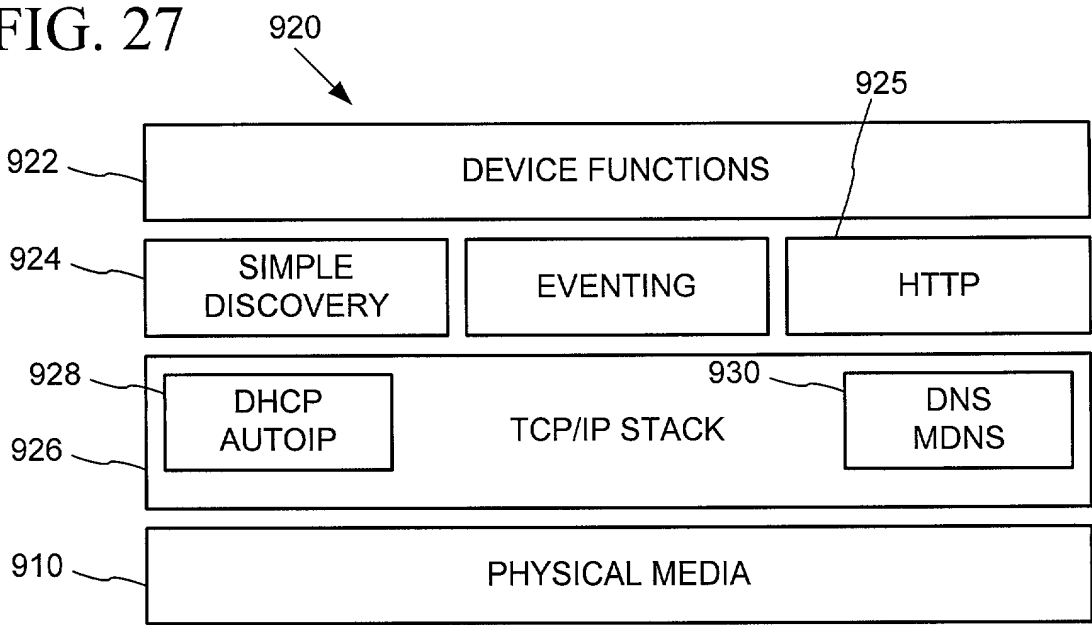 FIG. 27
920
925
922
DEVICE FUNCTIONS
924
SIMPLE
DISCOVERY
EVENTING
HTTP
928
DHCP
AUTOIP
926
TCP/IP STACK
930
DNS
MDNS
910
PHYSICAL MEDIA